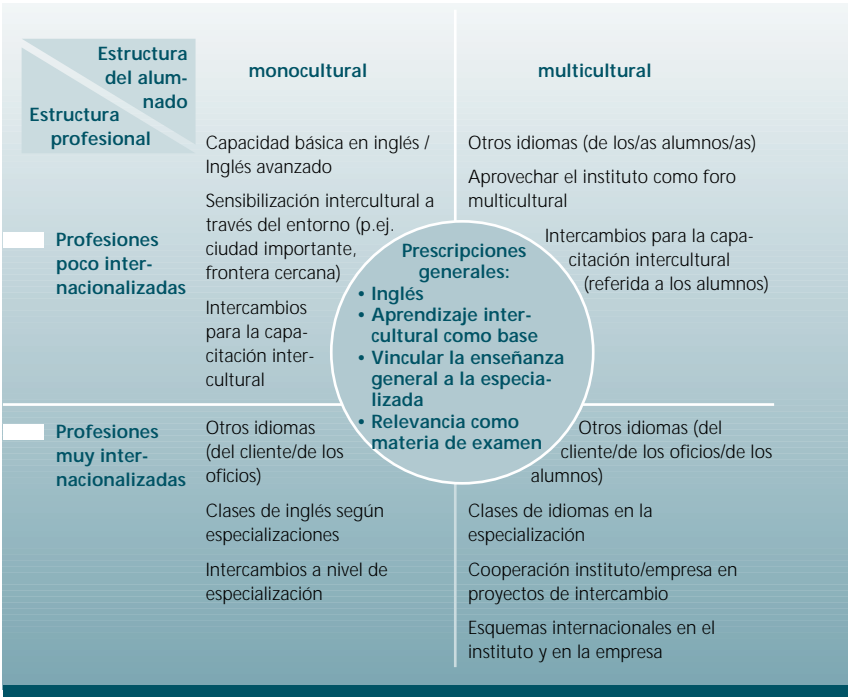 Estructura
del alum-
nado
Estructura
profesional
monocultural
multicultural
Profesiones
poco inter-
nacionalizadas
Capacidad básica en inglés /
Inglés avanzado
Sensibilización intercultural a
través del entorno (p.ej.
ciudad importante,
frontera cercana)
Intercambios
para la capa-
citación inter-
cultural
Otros idiomas (de los/as alumnos/as)
Aprovechar el instituto como foro
multicultural
Intercambios para la capa-
citación intercultural
(referida a los alumnos)
Prescripciones
generales:
• Inglés
• Aprendizaje inter-
cultural como base
• Vincular la enseñanza
general a la especia-
lizada
• Relevancia como
materia de examen
Profesiones
muy inter-
nacionalizadas
Otros idiomas
(del cliente/de los
oficios)
Clases de inglés según
especializaciones
Intercambios a nivel de
especialización
Otros idiomas (del
cliente/de los oficios/de los
alumnos)
Clases de idiomas en la
especialización
Cooperación instituto/empresa en
proyectos de intercambio
Esquemas internacionales en el
instituto y en la empresa